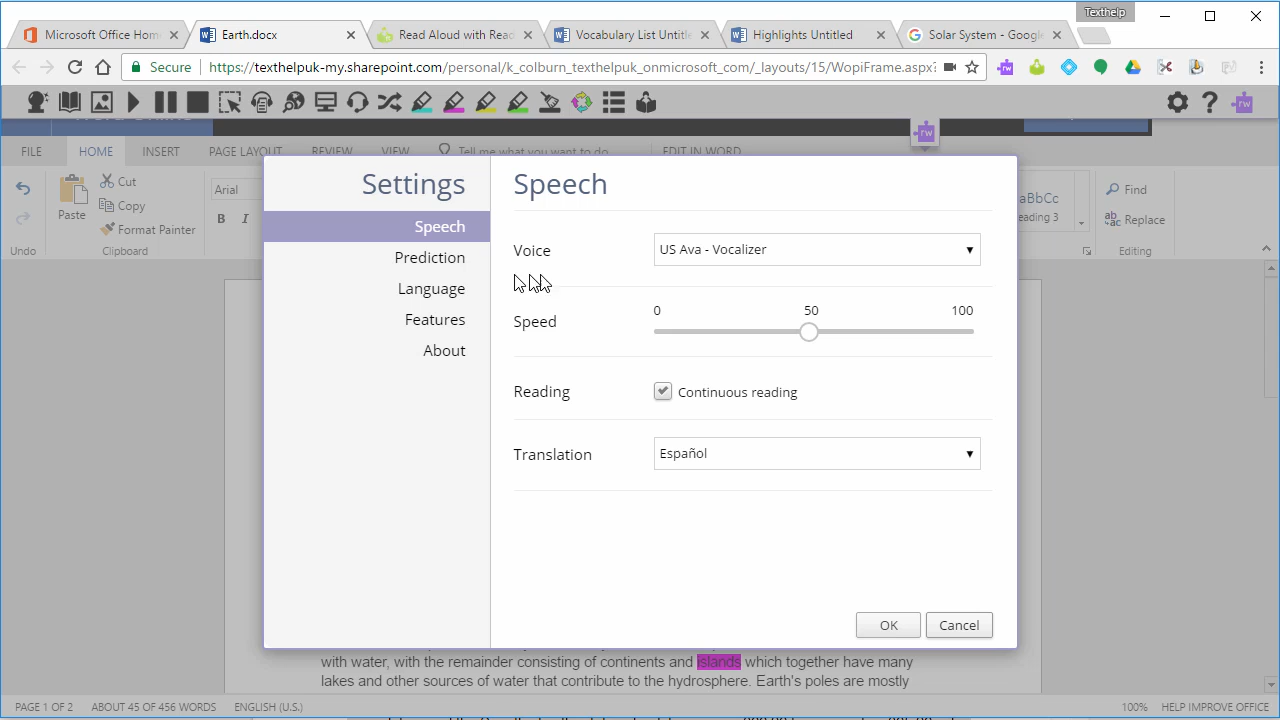 Texthelp
Microsoft Office Hom
Earth.docx
Read Aloud with Rea
Vocabulary List Untitle
Highlights Untitled
Solar System - Google
Secure
https://texthelpuk-my.sharepoint.com/personal/k_colburn_texthelpuk_onmicrosoft_com/_layouts/15/WopiFrame.aspx?
rw
FILE HOME INSERT PAGE LAYOUT REVIEW VIEW Tell me what you want to do EDIT IN WORD
Cut
Copy
Format Painter
Paste
Undo
Clipboard
Arial
B I
aBbCc
eading 3
Find
Replace
Editing
Settings
Speech
Prediction
Language
Features
About
Speech
Voice
US Ava - Vocalizer
Speed
0 50 100
Reading
Continuous reading
Translation
Español
OK Cancel
with water, with the remainder consisting of continents and islands which together have many
lakes and other sources of water that contribute to the hydrosphere. Earth's poles are mostly
PAGE 1 OF 2 ABOUT 45 OF 456 WORDS ENGLISH (U.S.) 100% HELP IMPROVE OFFICE